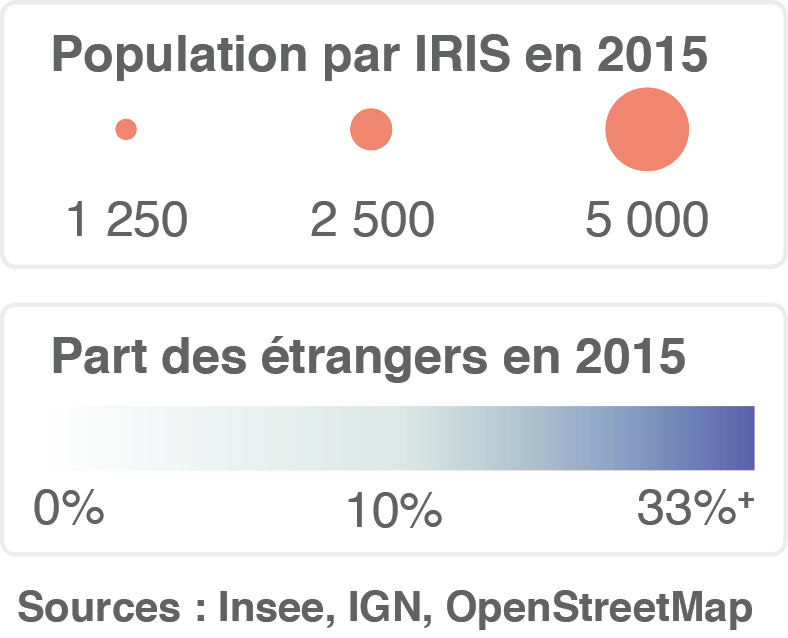 Population par IRIS en 2015
1 250 2 500 5 000
Part des étrangers en 2015
0% 10% 33%⁺
Sources : Insee, IGN, OpenStreetMap